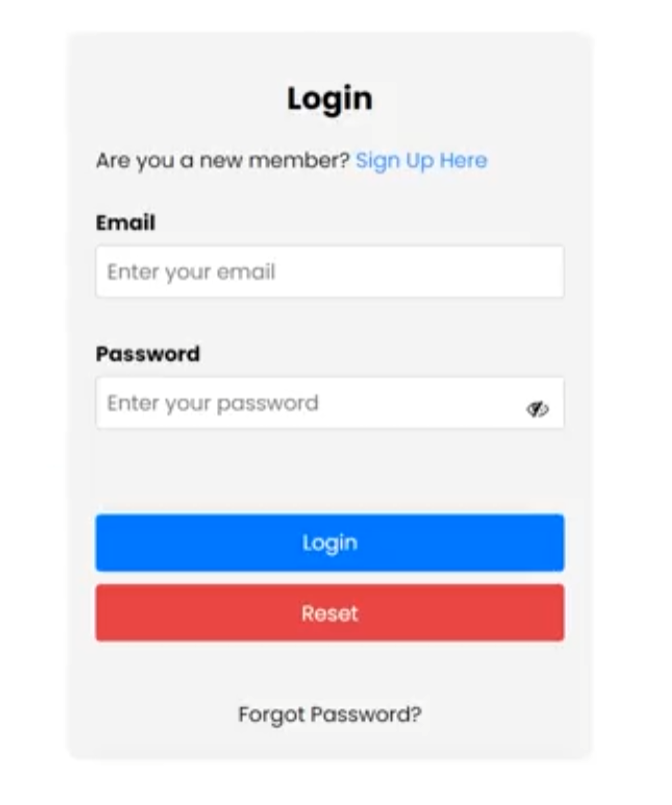 Login
Are you a new member? Sign Up Here
Email
Enter your email
Password
Enter your password
Login
Reset
Forgot Password?